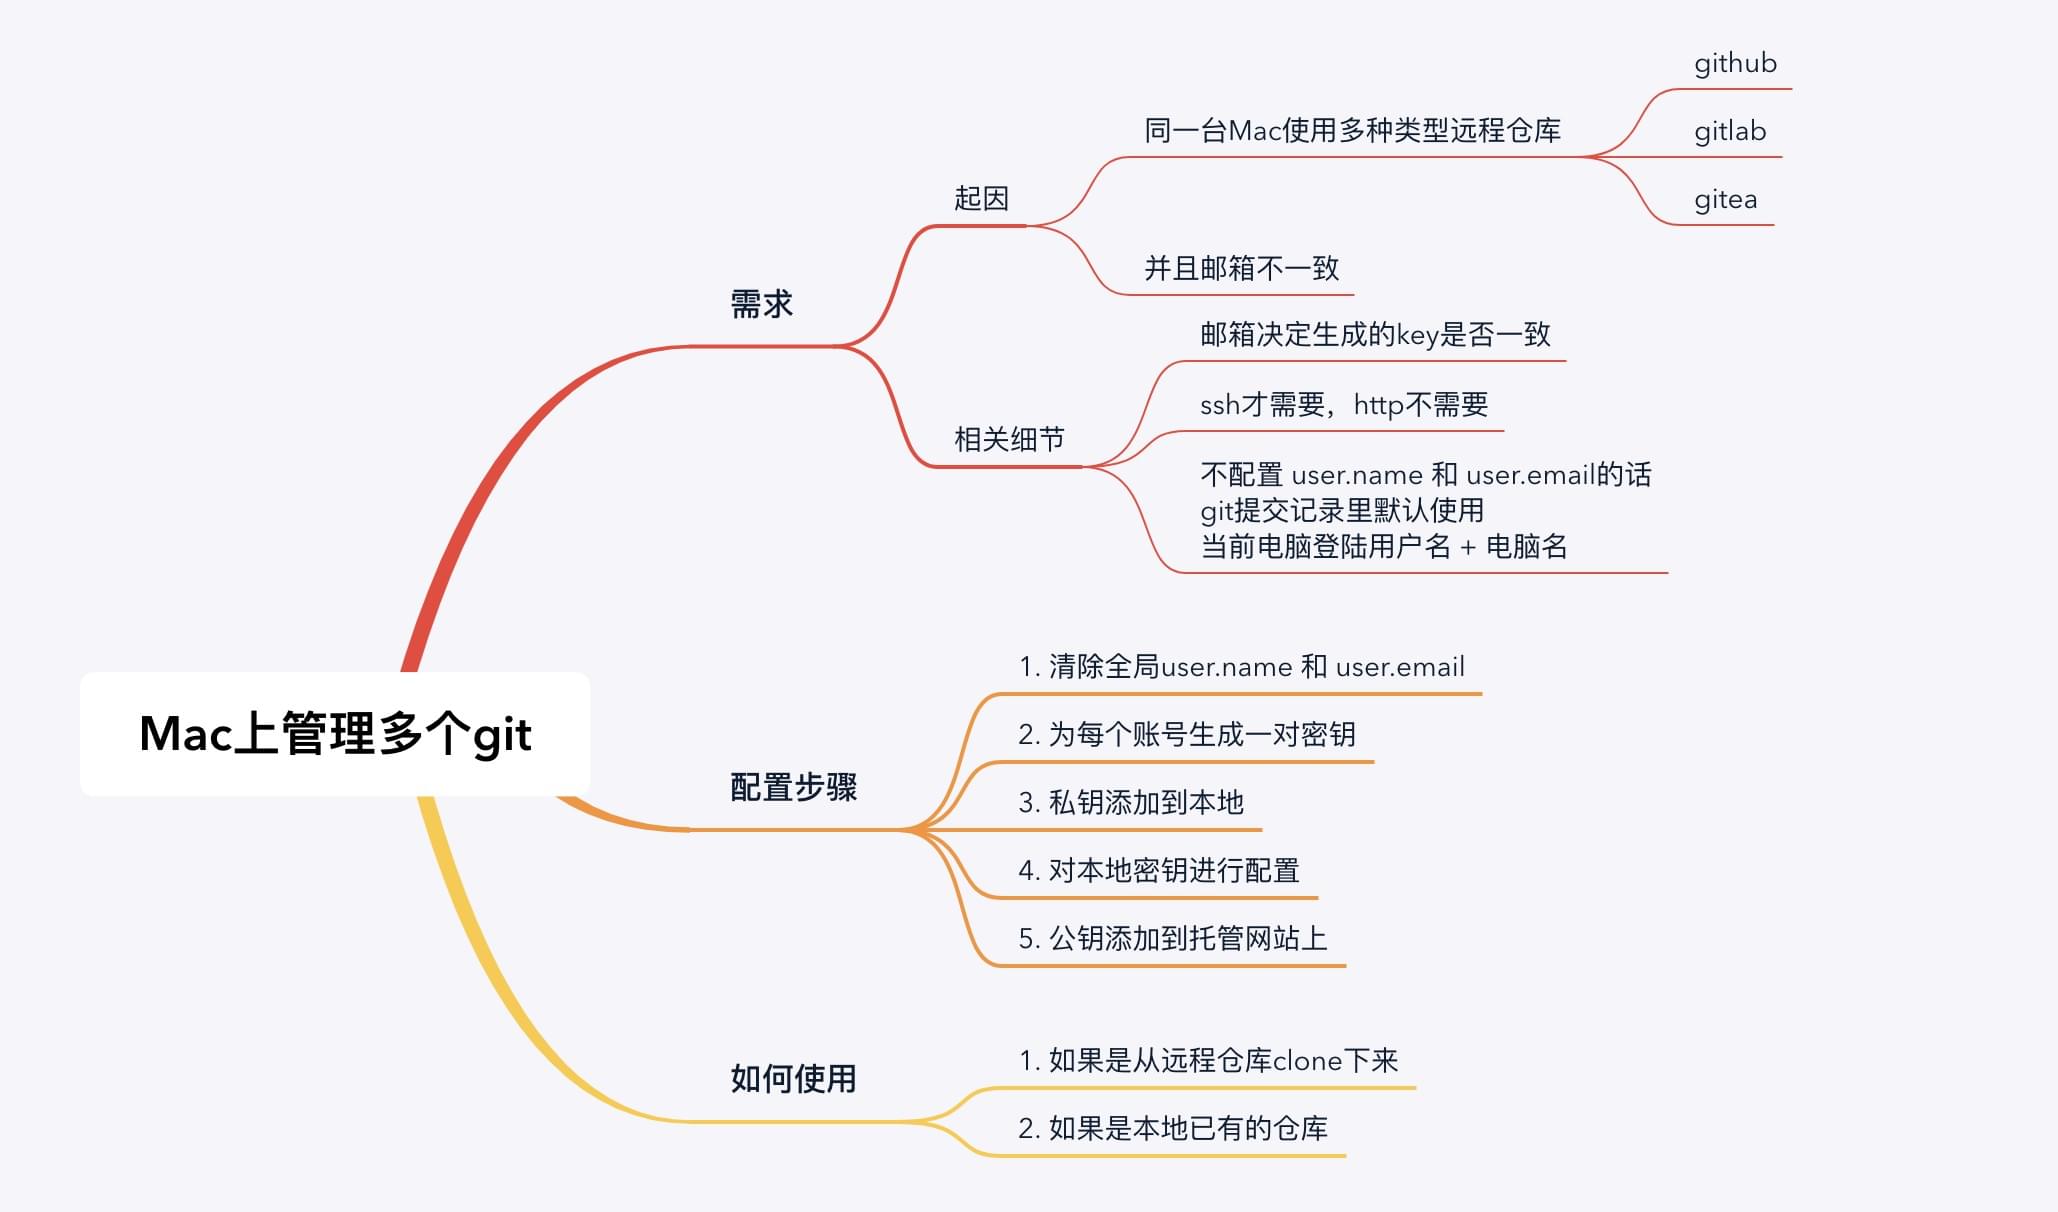 Mac上管理多个git
需求
起因
同一台Mac使用多种类型远程仓库
github
gitlab
gitea
并且邮箱不一致
相关细节
邮箱决定生成的key是否一致
ssh才需要，http不需要
不配置 user.name 和 user.email的话
git提交记录里默认使用
当前电脑登陆用户名 + 电脑名
配置步骤
1. 清除全局user.name 和 user.email
2. 为每个账号生成一对密钥
3. 私钥添加到本地
4. 对本地密钥进行配置
5. 公钥添加到托管网站上
如何使用
1. 如果是从远程仓库clone下来
2. 如果是本地已有的仓库